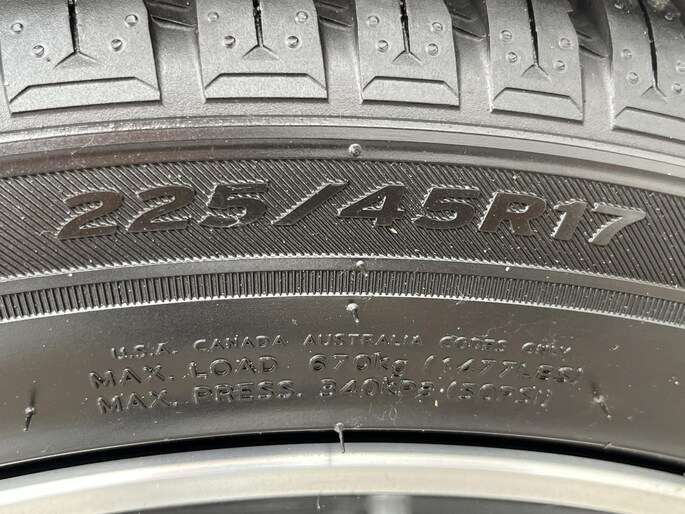 225/45R17
U.S.A. CANADA AUSTRALIA CODES ONLY
MAX. LOAD 670kg (1477LBS)
MAX. PRESS. 340KPa (50PSI)